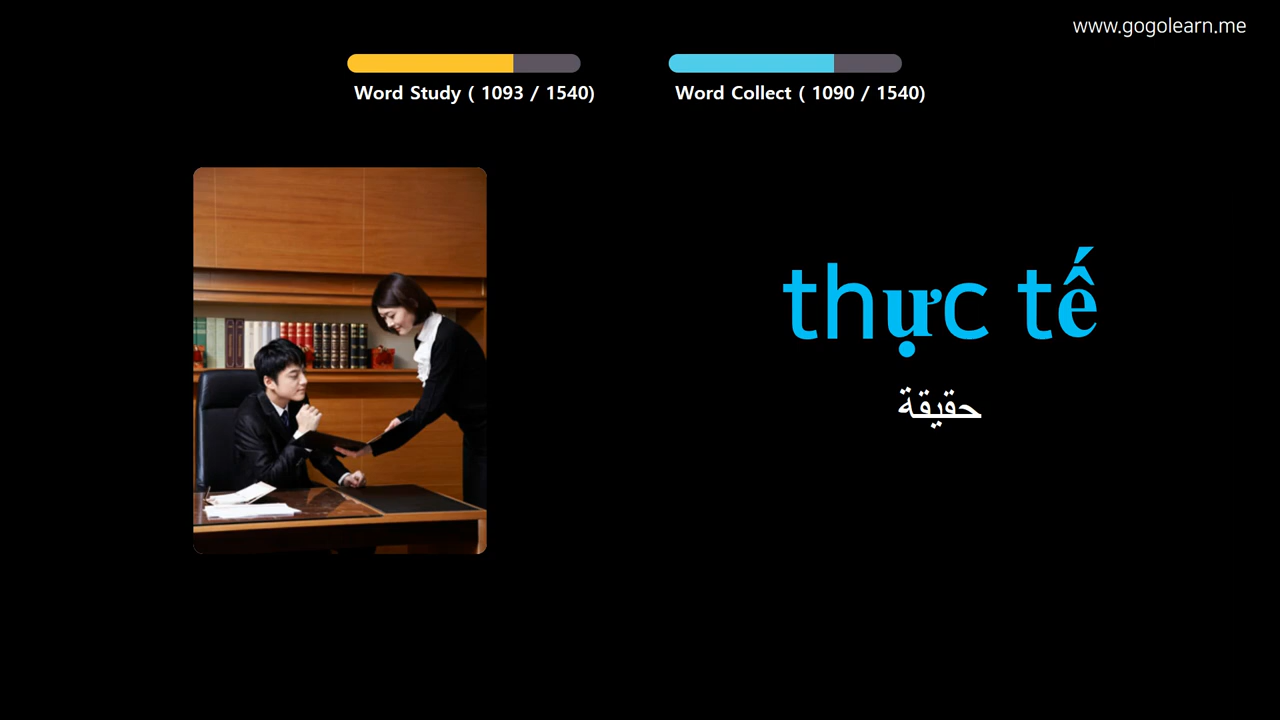 www.gogolearn.me
Word Study ( 1093 / 1540)
Word Collect ( 1090 / 1540)
thực tế
حقيقة